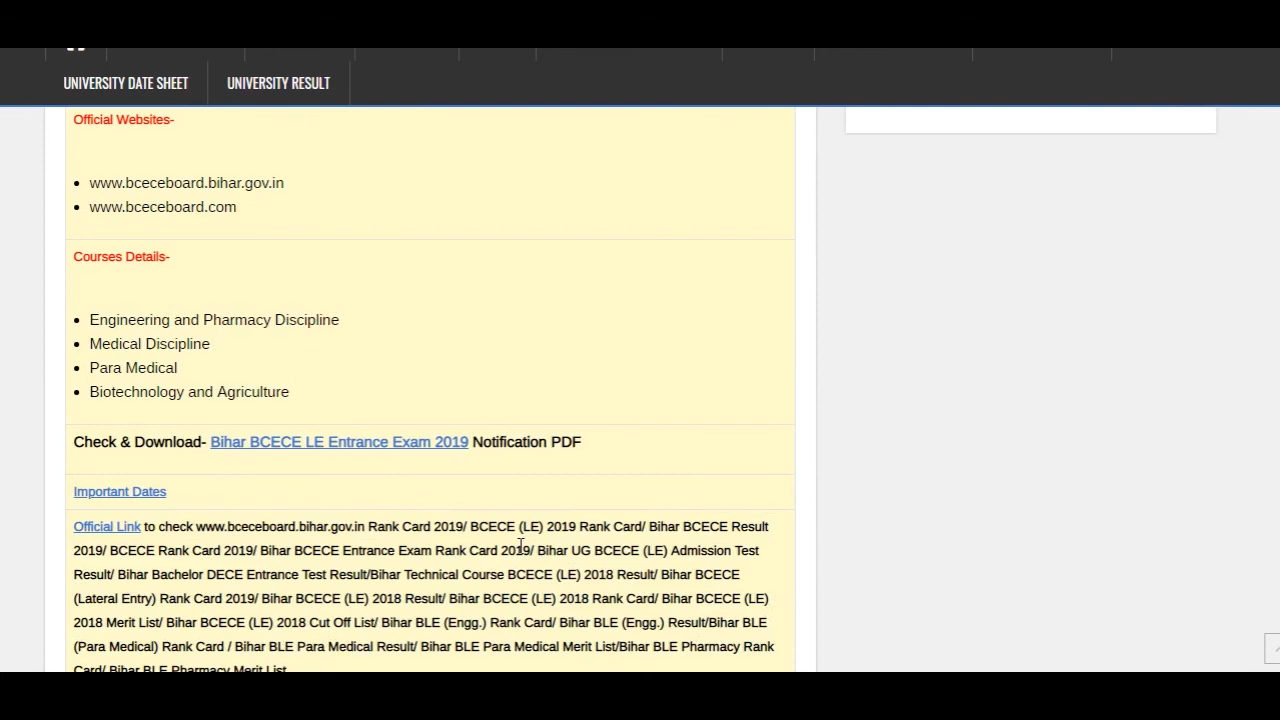 UNIVERSITY DATE SHEET UNIVERSITY RESULT
Official Websites-
www.bceceboard.bihar.gov.in
www.bceceboard.com
Courses Details-
Engineering and Pharmacy Discipline
Medical Discipline
Para Medical
Biotechnology and Agriculture
Check & Download- Bihar BCECE LE Entrance Exam 2019 Notification PDF
Important Dates
Official Link to check www.bceceboard.bihar.gov.in Rank Card 2019/ BCECE (LE) 2019 Rank Card/ Bihar BCECE Result
2019/ BCECE Rank Card 2019/ Bihar BCECE Entrance Exam Rank Card 2019/ Bihar UG BCECE (LE) Admission Test
Result/ Bihar Bachelor DECE Entrance Test Result/Bihar Technical Course BCECE (LE) 2018 Result/ Bihar BCECE
(Lateral Entry) Rank Card 2019/ Bihar BCECE (LE) 2018 Result/ Bihar BCECE (LE) 2018 Rank Card/ Bihar BCECE (LE)
2018 Merit List/ Bihar BCECE (LE) 2018 Cut Off List/ Bihar BLE (Engg.) Rank Card/ Bihar BLE (Engg.) Result/Bihar BLE
(Para Medical) Rank Card / Bihar BLE Para Medical Result/ Bihar BLE Para Medical Merit List/Bihar BLE Pharmacy Rank
Card/ Bihar BLE Pharmacy Merit List